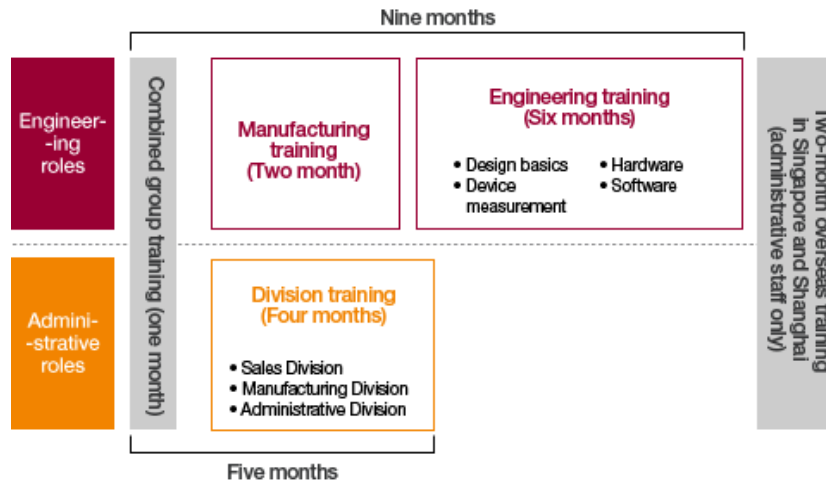 Nine months
Engineer-
-ing
roles
Combined group training (one month)
Manufacturing
training
(Two month)
Engineering training
(Six months)
• Design basics
• Device
measurement
• Hardware
• Software
Two-month overseas training
in Singapore and Shanghai
(administrative staff only)
Admini-
-strative
roles
Division training
(Four months)
• Sales Division
• Manufacturing Division
• Administrative Division
Five months